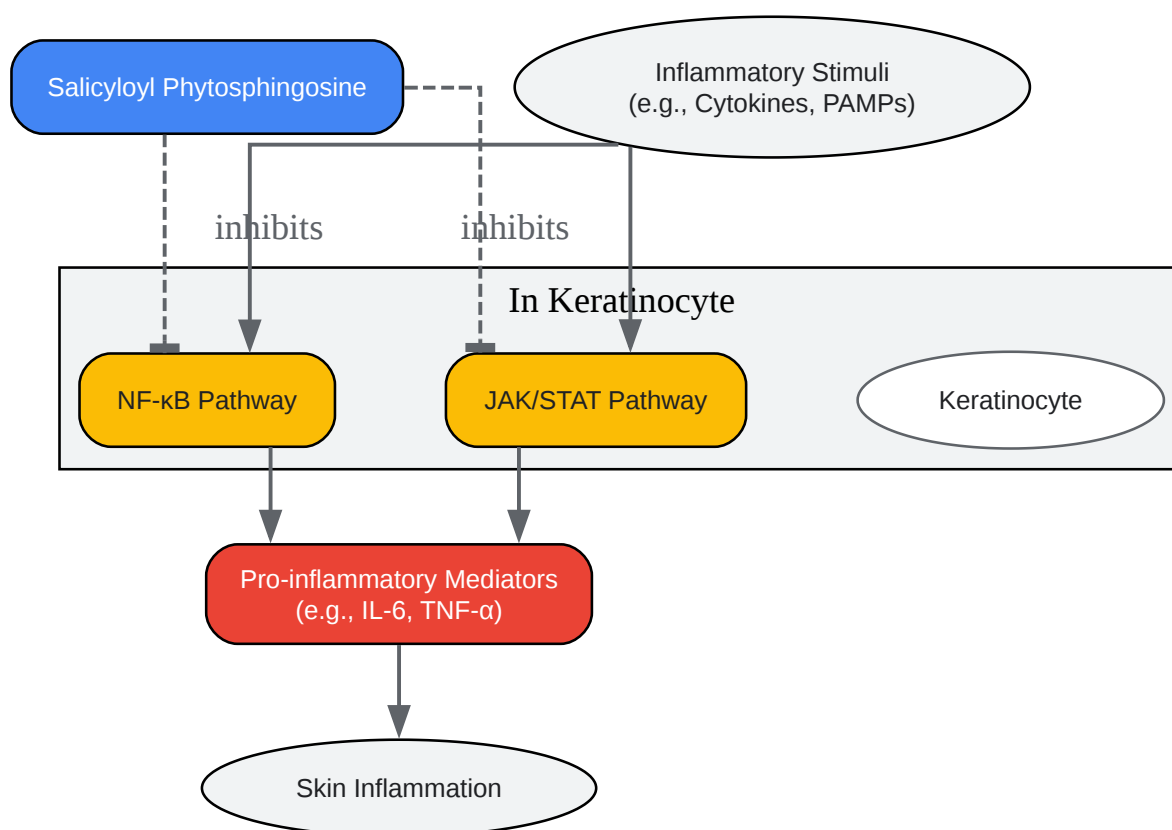 Salicyloyl Phytosphingosine
Inflammatory Stimuli
(e.g., Cytokines, PAMPs)
inhibits
inhibits
In Keratinocyte
NF-κB Pathway
JAK/STAT Pathway
Keratinocyte
Pro-inflammatory Mediators
(e.g., IL-6, TNF-α)
Skin Inflammation